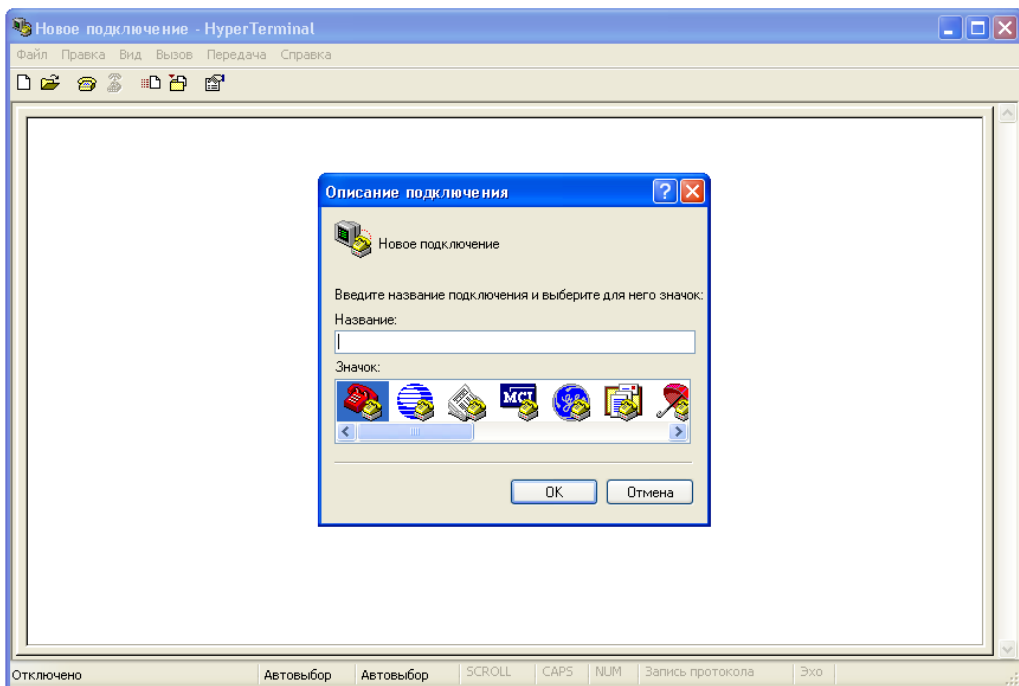 Новое подключение - HyperTerminal
Файл Правка Вид Вызов Передача Справка
Описание подключения
Новое подключение
Введите название подключения и выберите для него значок:
Название:
Значок:
MCI
OK
Отмена
Отключено Автовыбор Автовыбор SCROLL CAPS NUM Запись протокола Эхо